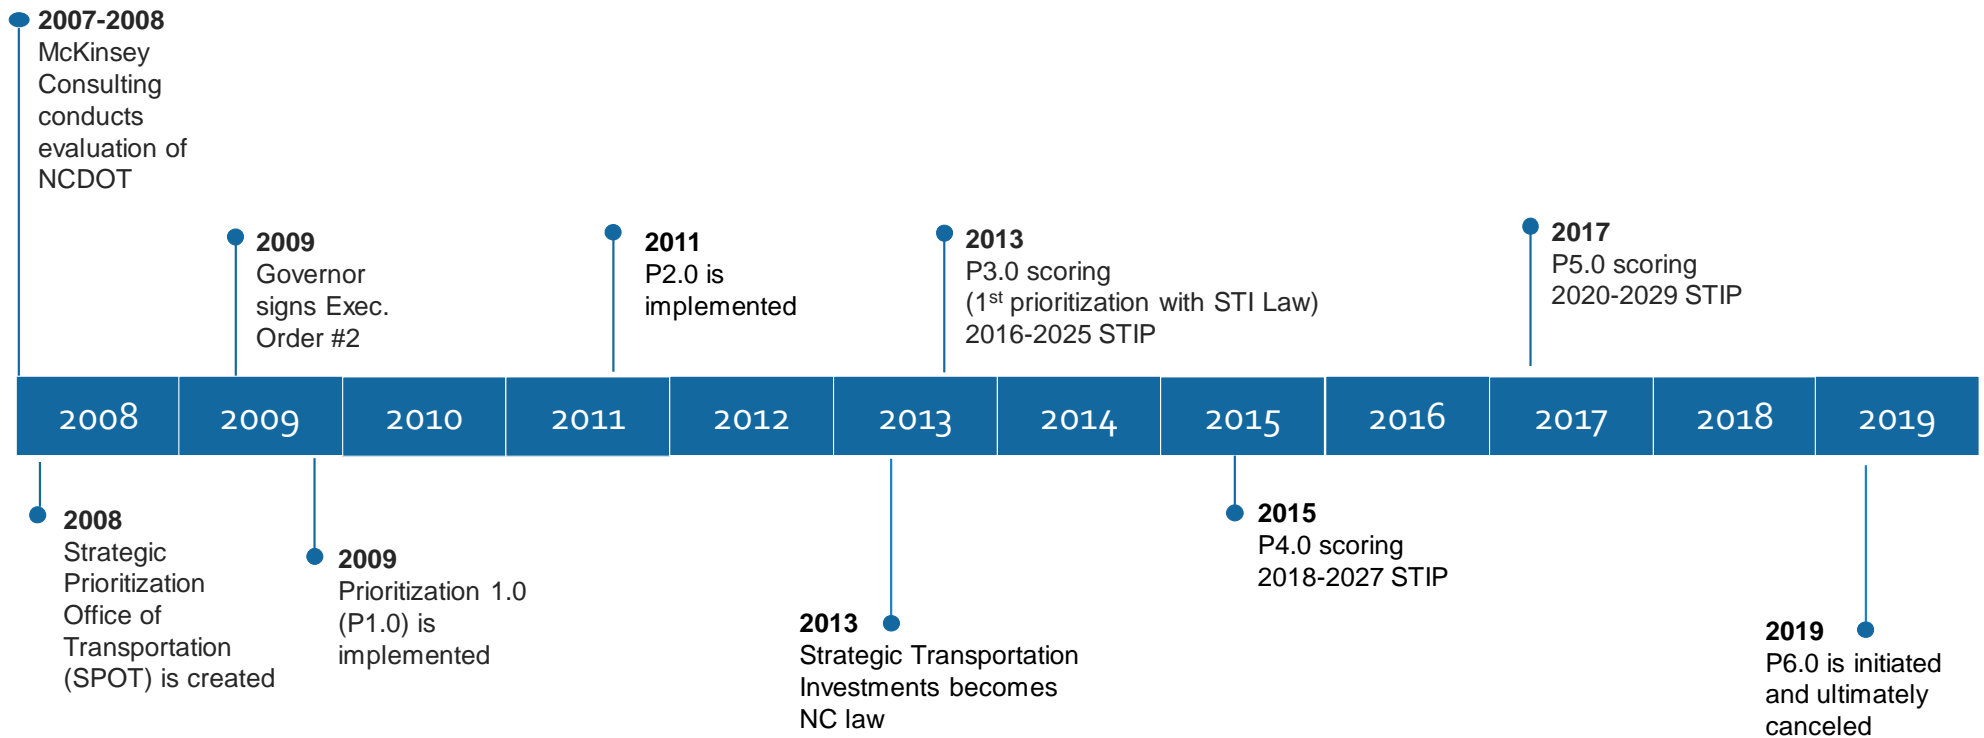 2007-2008
McKinsey
Consulting
conducts
evaluation of
NCDOT
2009
Governor
signs Exec.
Order #2
2011
P2.0 is
implemented
2013
P3.0 scoring
(1st prioritization with STI Law)
2016-2025 STIP
2017
P5.0 scoring
2020-2029 STIP
2008 2009 2010 2011 2012 2013 2014 2015 2016 2017 2018 2019
2008
Strategic
Prioritization
Office of
Transportation
(SPOT) is created
2009
Prioritization 1.0
(P1.0) is
implemented
2013
Strategic Transportation
Investments becomes
NC law
2015
P4.0 scoring
2018-2027 STIP
2019
P6.0 is initiated
and ultimately
canceled